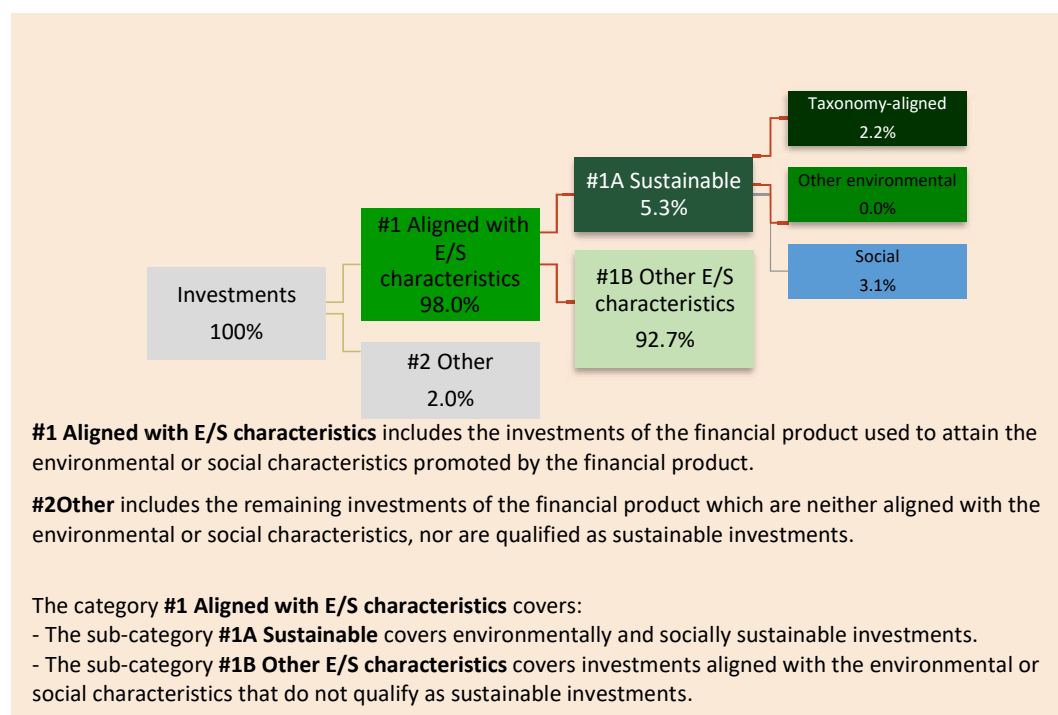 Investments
100%
#1 Aligned with
E/S
characteristics
98.0%
#2 Other
2.0%
#1A Sustainable
5.3%
#1B Other E/S
characteristics
92.7%
Taxonomy-aligned
2.2%
Other environmental
0.0%
Social
3.1%
#1 Aligned with E/S characteristics includes the investments of the financial product used to attain the
environmental or social characteristics promoted by the financial product.
#2Other includes the remaining investments of the financial product which are neither aligned with the
environmental or social characteristics, nor are qualified as sustainable investments.
The category #1 Aligned with E/S characteristics covers:
- The sub-category #1A Sustainable covers environmentally and socially sustainable investments.
- The sub-category #1B Other E/S characteristics covers investments aligned with the environmental or
social characteristics that do not qualify as sustainable investments.